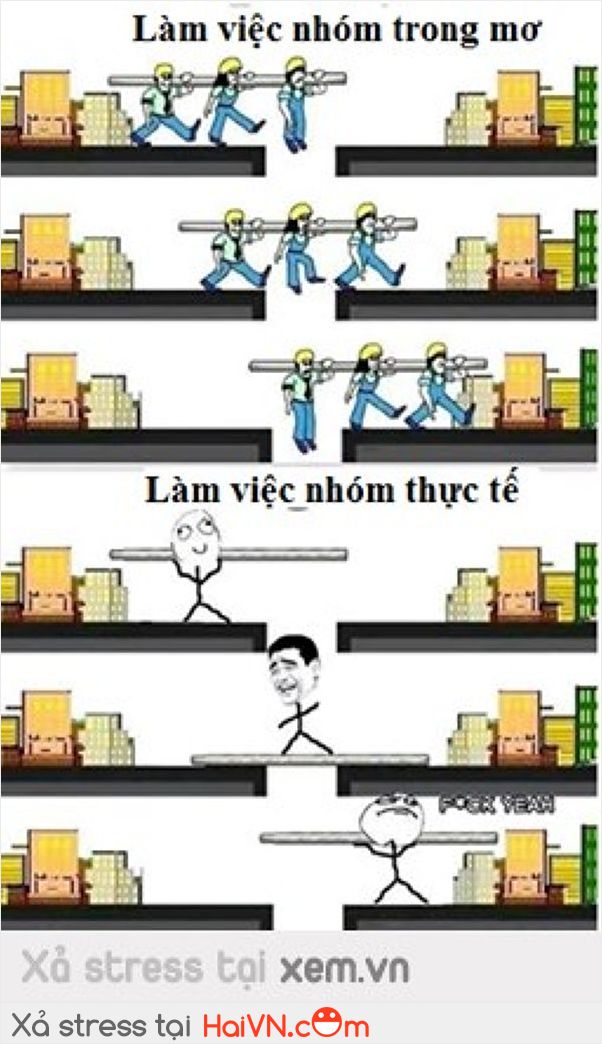 Làm việc nhóm trong mơ
Làm việc nhóm thực tế
F*CK YEAH
Xả stress tại xem.vn
Xả stress tại HaiVN.com